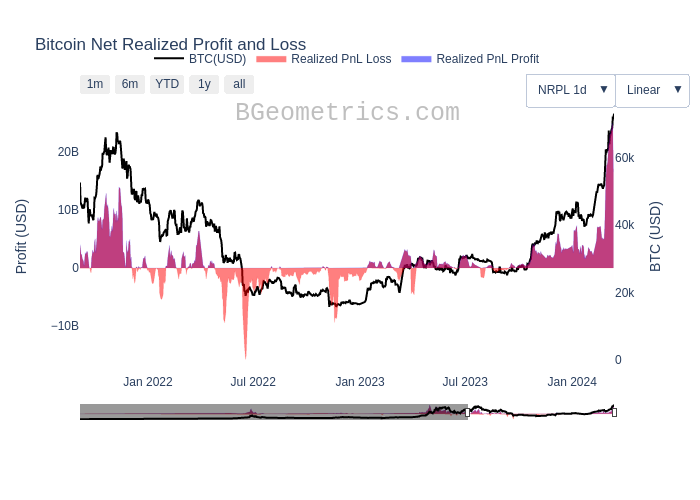 Bitcoin Net Realized Profit and Loss
BTC(USD) Realized PnL Loss Realized PnL Profit
1m 6m YTD 1y all
NRPL 1d ▼ Linear ▼
BGeometrics.com
20B
10B
0
−10B
Profit (USD)
60k
40k
20k
0
BTC (USD)
Jan 2022 Jul 2022 Jan 2023 Jul 2023 Jan 2024